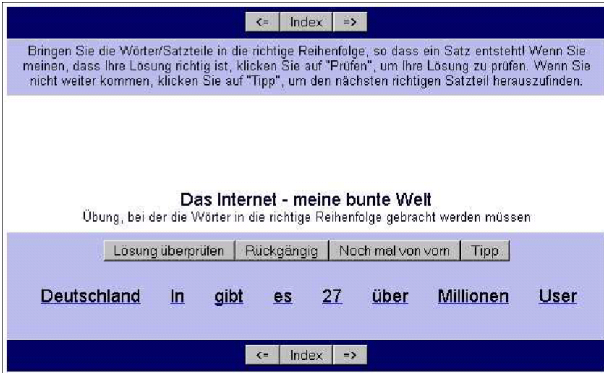 <= Index =>
Bringen Sie die Wörter/Satzteile in die richtige Reihenfolge, so dass ein Satz entsteht! Wenn Sie
meinen, dass Ihre Lösung richtig ist, klicken Sie auf "Prüfen", um Ihre Lösung zu prüfen. Wenn Sie
nicht weiter kommen, klicken Sie auf "Tipp", um den nächsten richtigen Satzteil herauszufinden.
Das Internet - meine bunte Welt
Übung, bei der die Wörter in die richtige Reihenfolge gebracht werden müssen
Lösung überprüfen Rückgängig Noch mal von vorn Tipp
Deutschland In gibt es 27 über Millionen User
<= Index =>